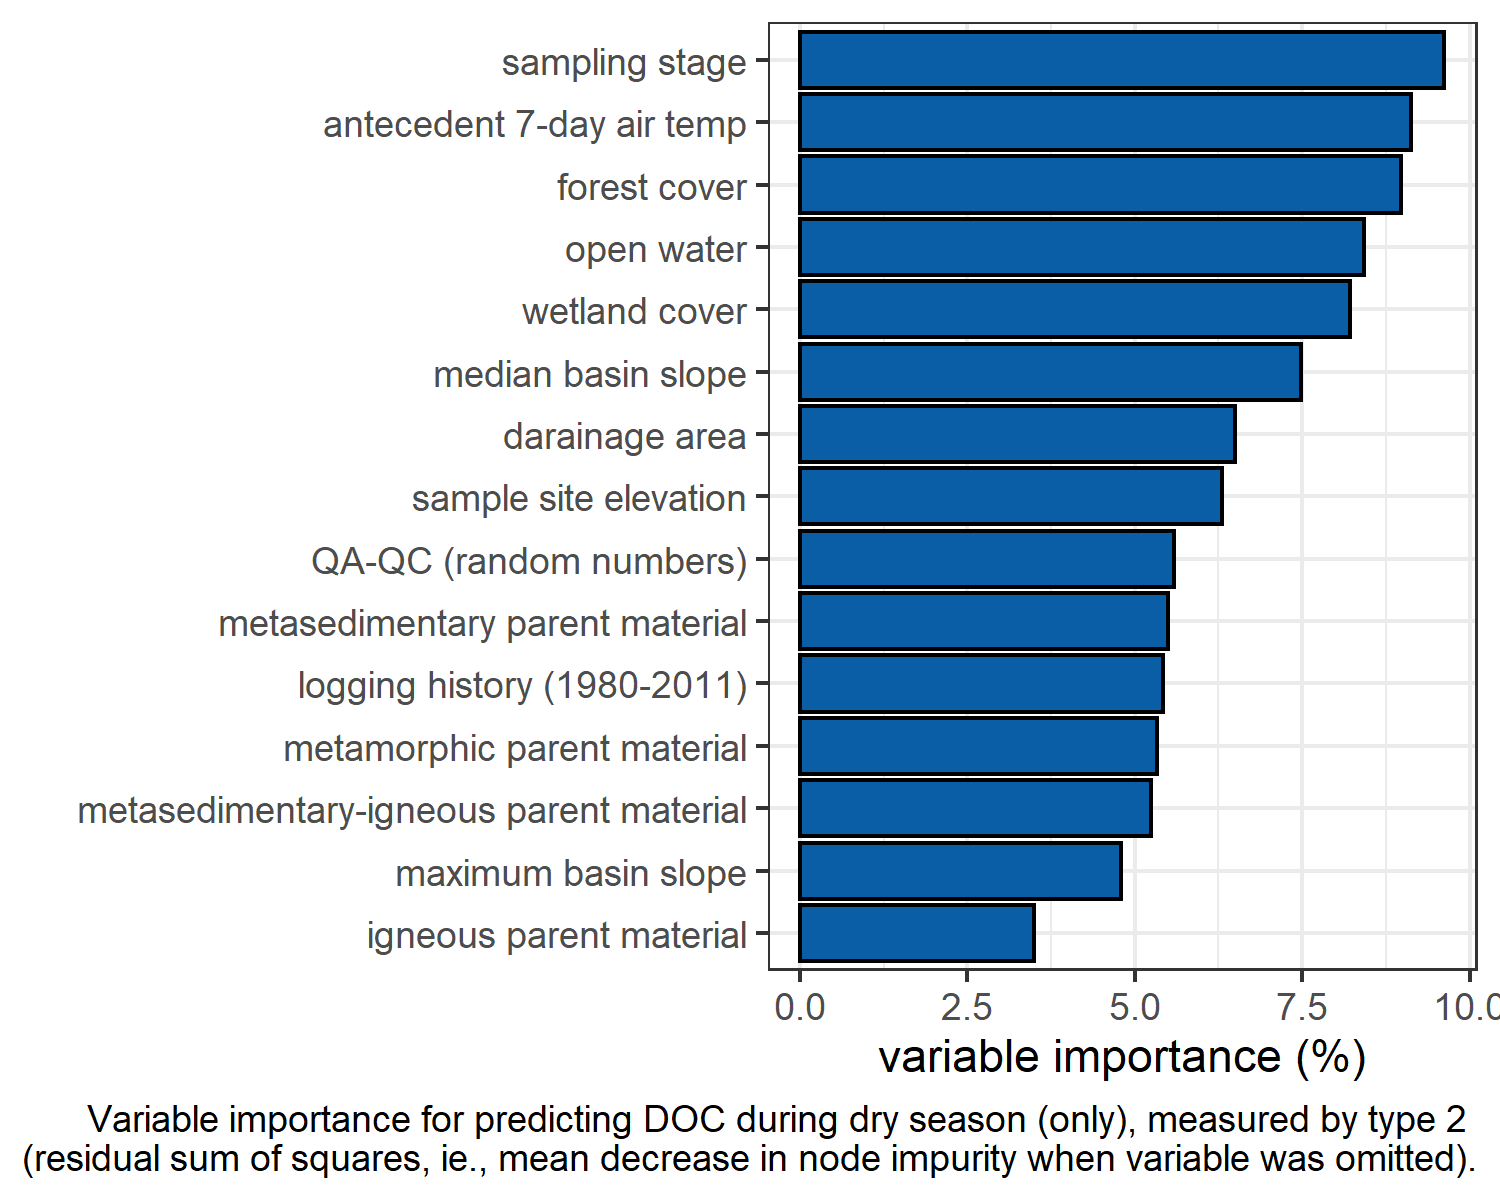 sampling stage
antecedent 7-day air temp
forest cover
open water
wetland cover
median basin slope
darainage area
sample site elevation
QA-QC (random numbers)
metasedimentary parent material
logging history (1980-2011)
metamorphic parent material
metasedimentary-igneous parent material
maximum basin slope
igneous parent material
0.0 2.5 5.0 7.5 10.0
variable importance (%)
Variable importance for predicting DOC during dry season (only), measured by type 2
(residual sum of squares, ie., mean decrease in node impurity when variable was omitted).